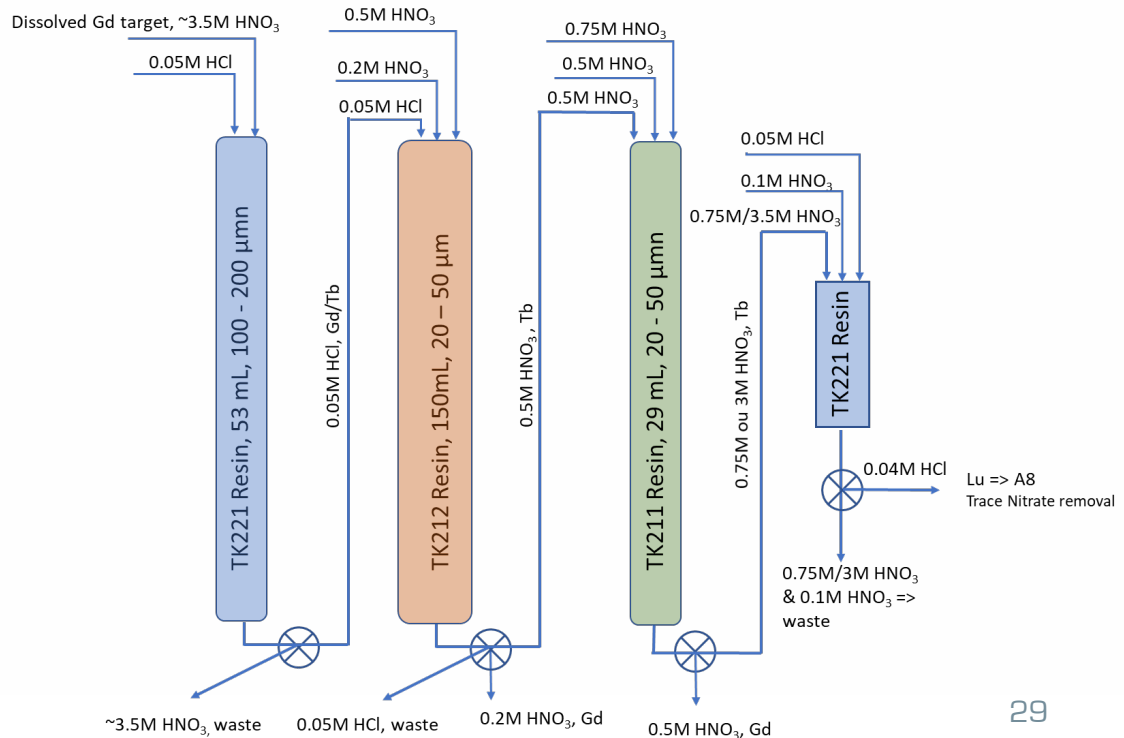 Dissolved Gd target, ~3.5M HNO₃
0.05M HCl
0.5M HNO₃
0.2M HNO₃
0.05M HCl
0.75M HNO₃
0.5M HNO₃
0.5M HNO₃
0.05M HCl
0.1M HNO₃
0.75M/3.5M HNO₃
TK221 Resin, 53 mL, 100 - 200 µmn
0.05M HCl, Gd/Tb
TK212 Resin, 150mL, 20 – 50 µm
0.5M HNO₃ , Tb
TK211 Resin, 29 mL, 20 - 50 µmn
0.75M ou 3M HNO₃, Tb
TK221 Resin
0.04M HCl
Lu => A8
Trace Nitrate removal
0.75M/3M HNO₃
& 0.1M HNO₃ =>
waste
~3.5M HNO₃, waste
0.05M HCl, waste
0.2M HNO₃, Gd
0.5M HNO₃, Gd
29